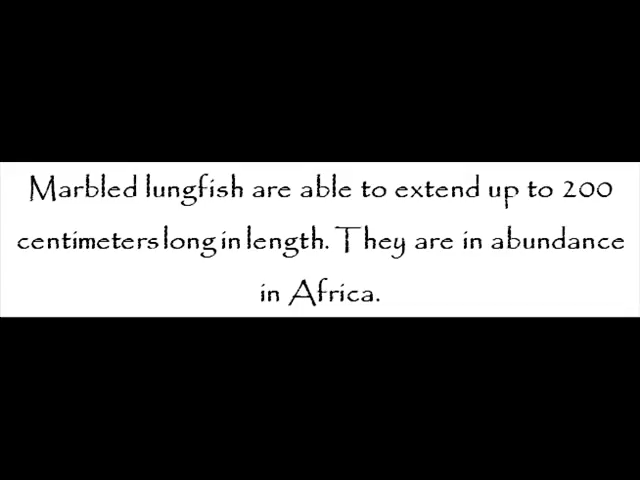 Marbled lungfish are able to extend up to 200
centimeters long in length. They are in abundance
in Africa.